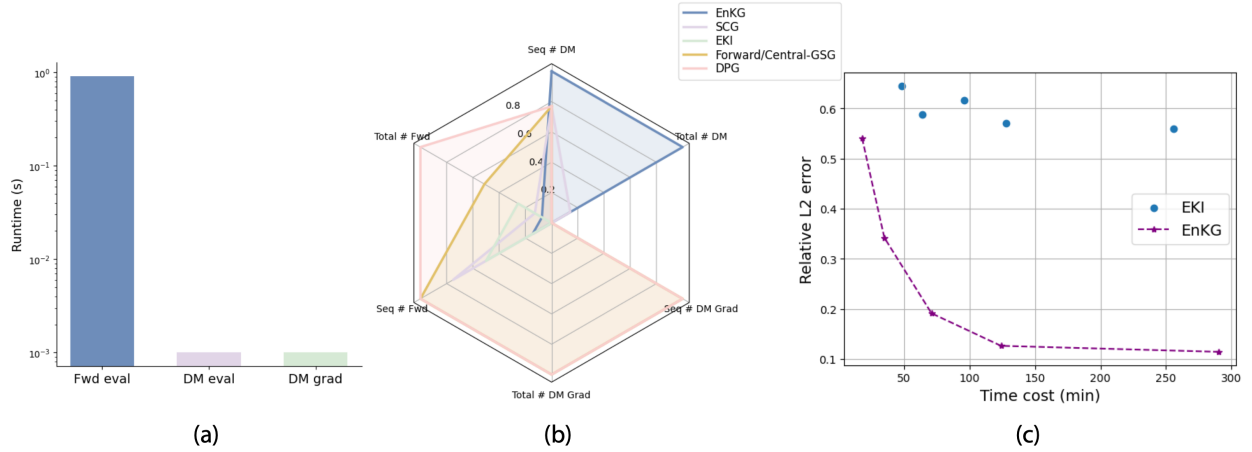 Runtime (s)
10⁰
10⁻¹
10⁻²
10⁻³
Fwd eval
DM eval
DM grad
(a)
EnKG
SCG
EKI
Forward/Central-GSG
DPG
Seq # DM
Total # DM
Seq # DM Grad
Total # DM Grad
Seq # Fwd
Total # Fwd
0.8
0.6
0.4
0.2
(b)
Relative L2 error
0.6
0.5
0.4
0.3
0.2
0.1
EKI
EnKG
50 100 150 200 250 300
Time cost (min)
(c)